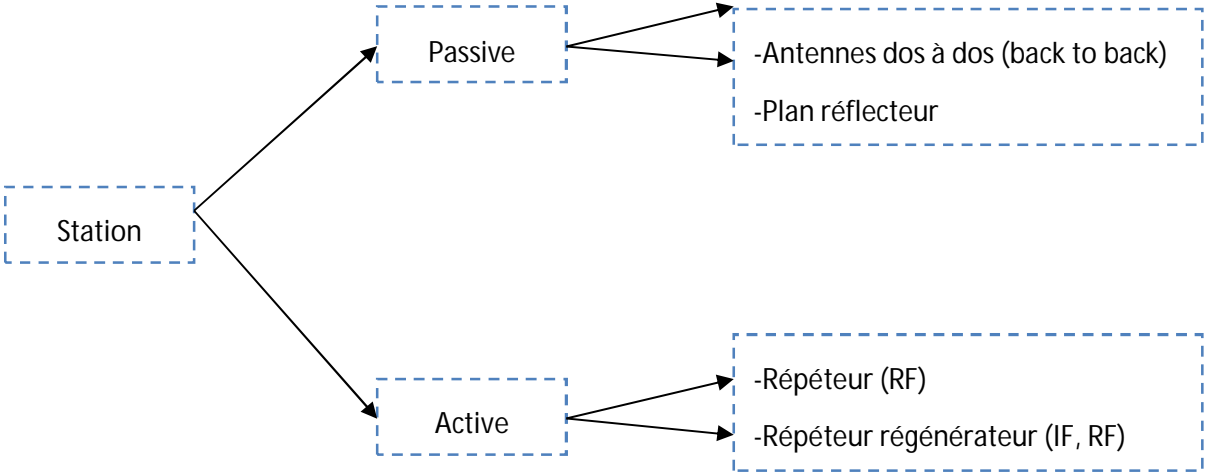 Passive
-Antennes dos à dos (back to back)
-Plan réflecteur
Station
Active
-Répéteur (RF)
-Répéteur régénérateur (IF, RF)